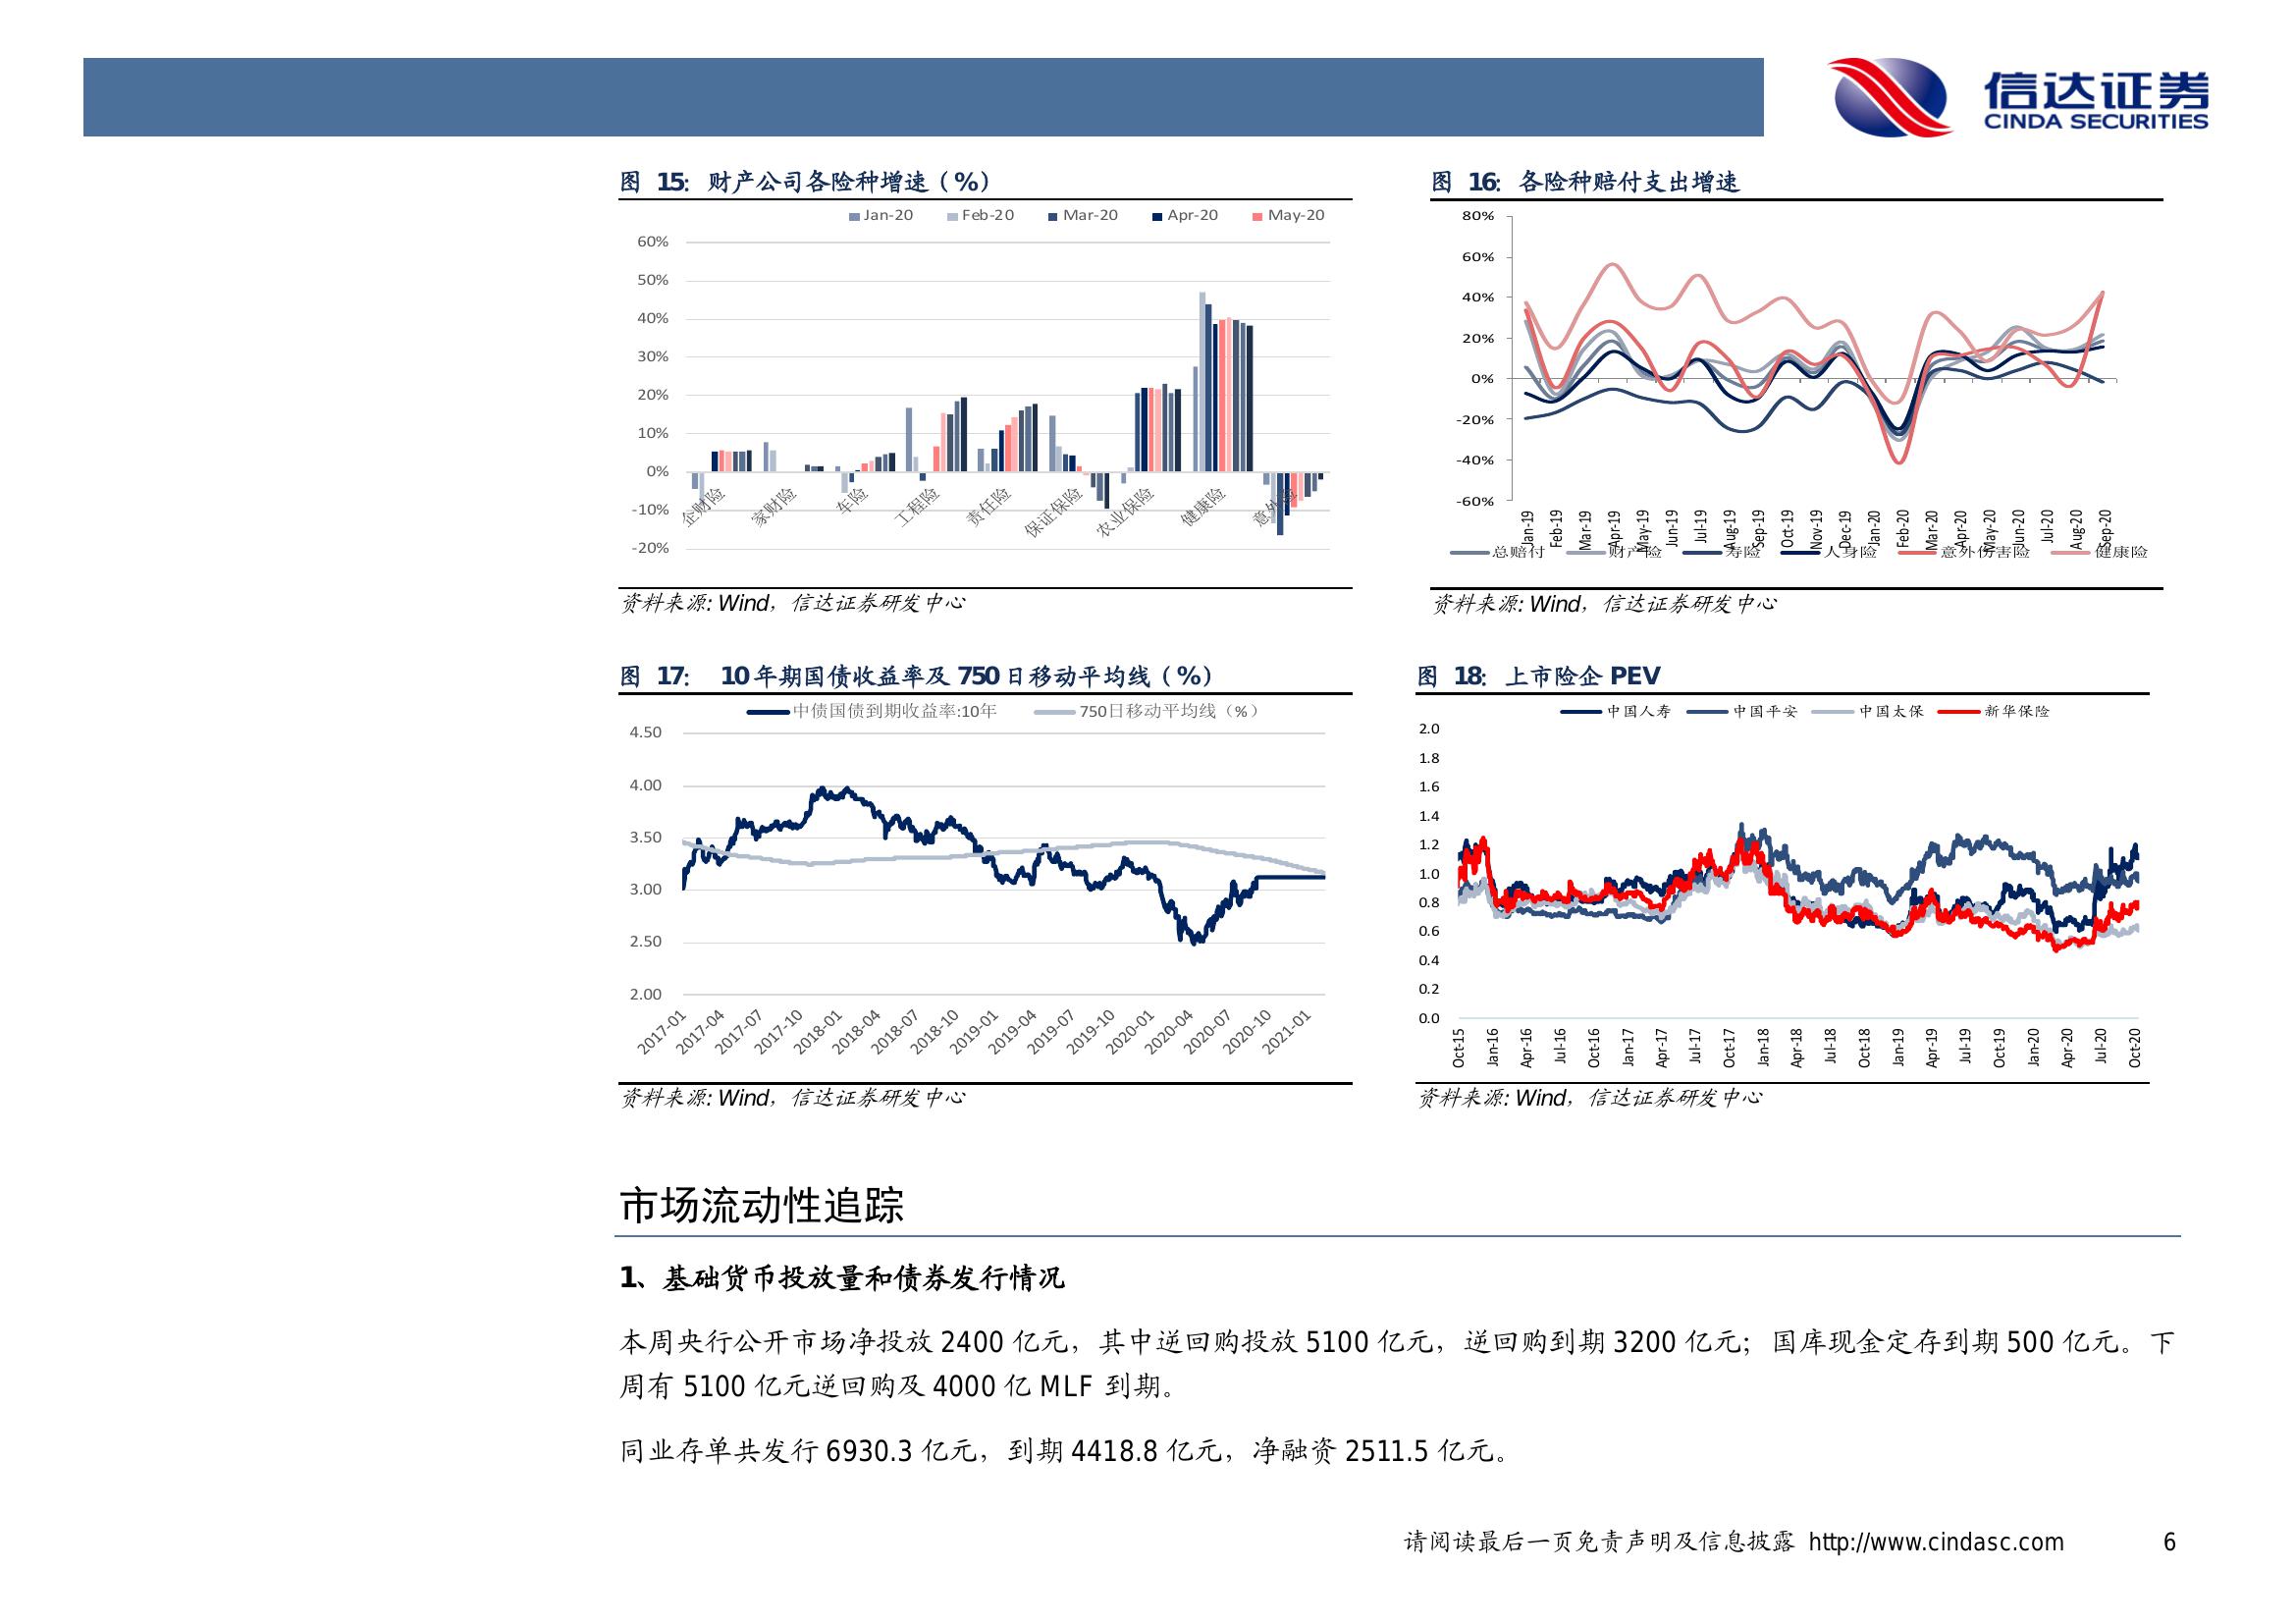 信达证券
CINDA SECURITIES
图 15: 财产公司各险种增速（%）
Jan-20 Feb-20 Mar-20 Apr-20 May-20
60%
50%
40%
30%
20%
10%
0%
-10%
-20%
企财险 家财险 车险 工程险 责任险 保证保险 农业保险 健康险 意外险
资料来源: Wind，信达证券研发中心
图 16: 各险种赔付支出增速
80%
60%
40%
20%
0%
-20%
-40%
-60%
Jan-19 Feb-19 Mar-19 Apr-19 May-19 Jun-19 Jul-19 Aug-19 Sep-19 Oct-19 Nov-19 Dec-19 Jan-20 Feb-20 Mar-20 Apr-20 May-20 Jun-20 Jul-20 Aug-20 Sep-20
总赔付 财产险 寿险 人身险 意外伤害险 健康险
资料来源: Wind，信达证券研发中心
图 17: 10年期国债收益率及 750 日移动平均线（%）
中债国债到期收益率:10年 750日移动平均线（%）
4.50
4.00
3.50
3.00
2.50
2.00
2017-01 2017-04 2017-07 2017-10 2018-01 2018-04 2018-07 2018-10 2019-01 2019-04 2019-07 2019-10 2020-01 2020-04 2020-07 2020-10 2021-01
资料来源: Wind，信达证券研发中心
图 18: 上市险企 PEV
中国人寿 中国平安 中国太保 新华保险
2.0
1.8
1.6
1.4
1.2
1.0
0.8
0.6
0.4
0.2
0.0
Oct-15 Jan-16 Apr-16 Jul-16 Oct-16 Jan-17 Apr-17 Jul-17 Oct-17 Jan-18 Apr-18 Jul-18 Oct-18 Jan-19 Apr-19 Jul-19 Oct-19 Jan-20 Apr-20 Jul-20 Oct-20
资料来源: Wind，信达证券研发中心
市场流动性追踪
1、基础货币投放量和债券发行情况
本周央行公开市场净投放 2400 亿元，其中逆回购投放 5100 亿元，逆回购到期 3200 亿元；国库现金定存到期 500 亿元。下
周有 5100 亿元逆回购及 4000 亿 MLF 到期。
同业存单共发行 6930.3 亿元，到期 4418.8 亿元，净融资 2511.5 亿元。
请阅读最后一页免责声明及信息披露 http://www.cindasc.com 6